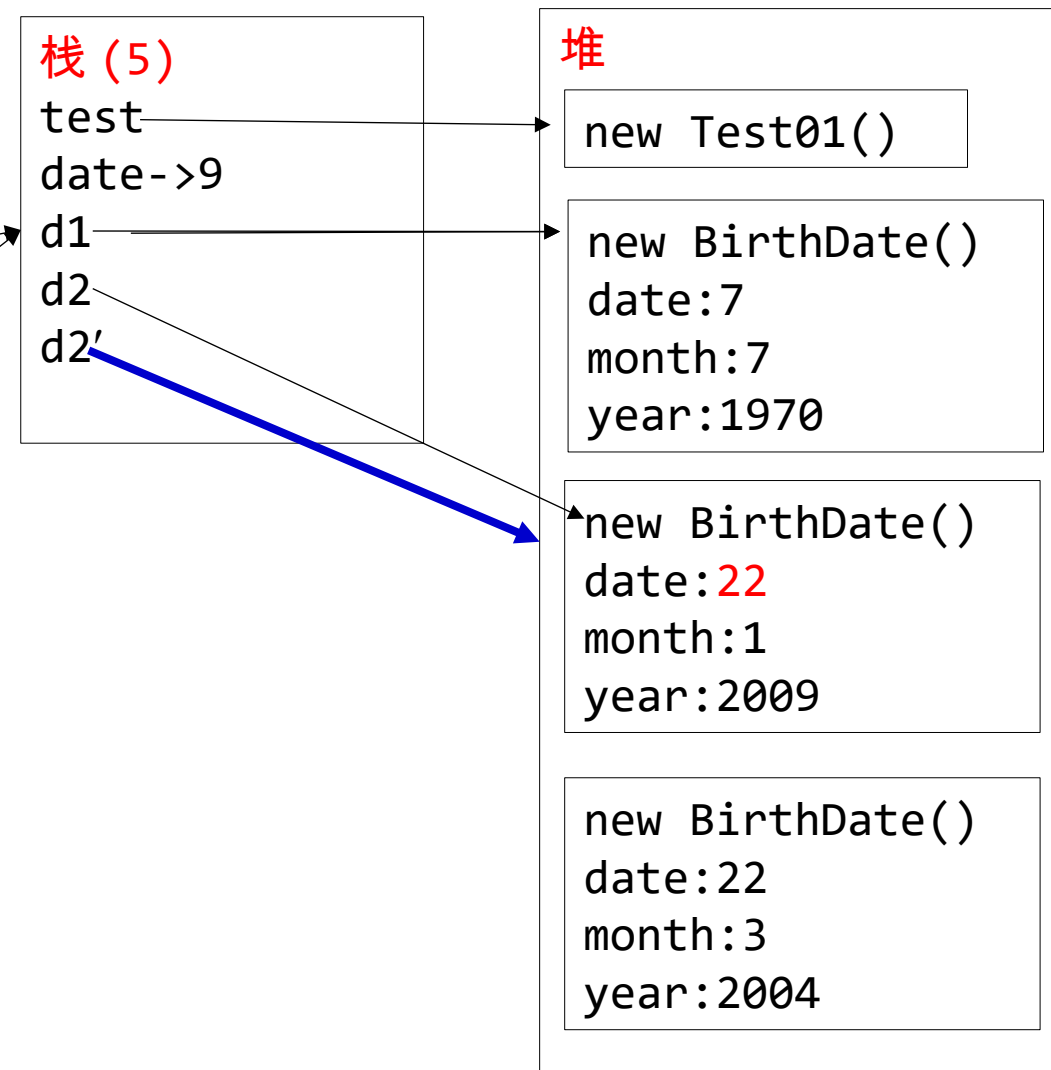 栈(5)
test
date->9
d1
d2
d2′
堆
new Test01()
new BirthDate()
date:7
month:7
year:1970
new BirthDate()
date:22
month:1
year:2009
new BirthDate()
date:22
month:3
year:2004